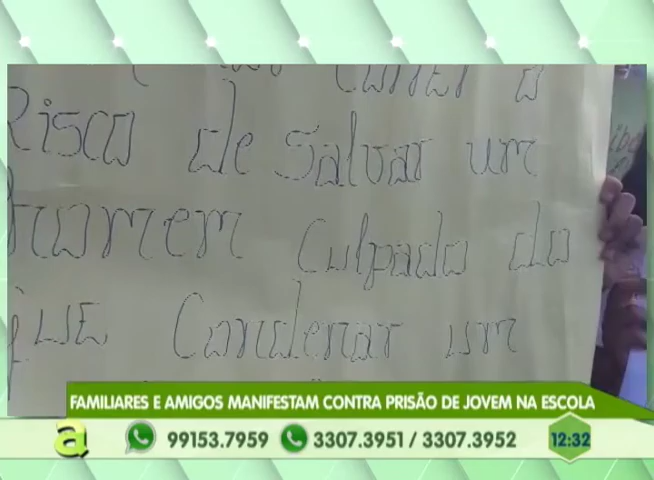 correr o
Risco de Salvar um
Homem Culpado do
que Condenar um
FAMILIARES E AMIGOS MANIFESTAM CONTRA PRISÃO DE JOVEM NA ESCOLA
a 99153.7959 3307.3951 / 3307.3952 12:32